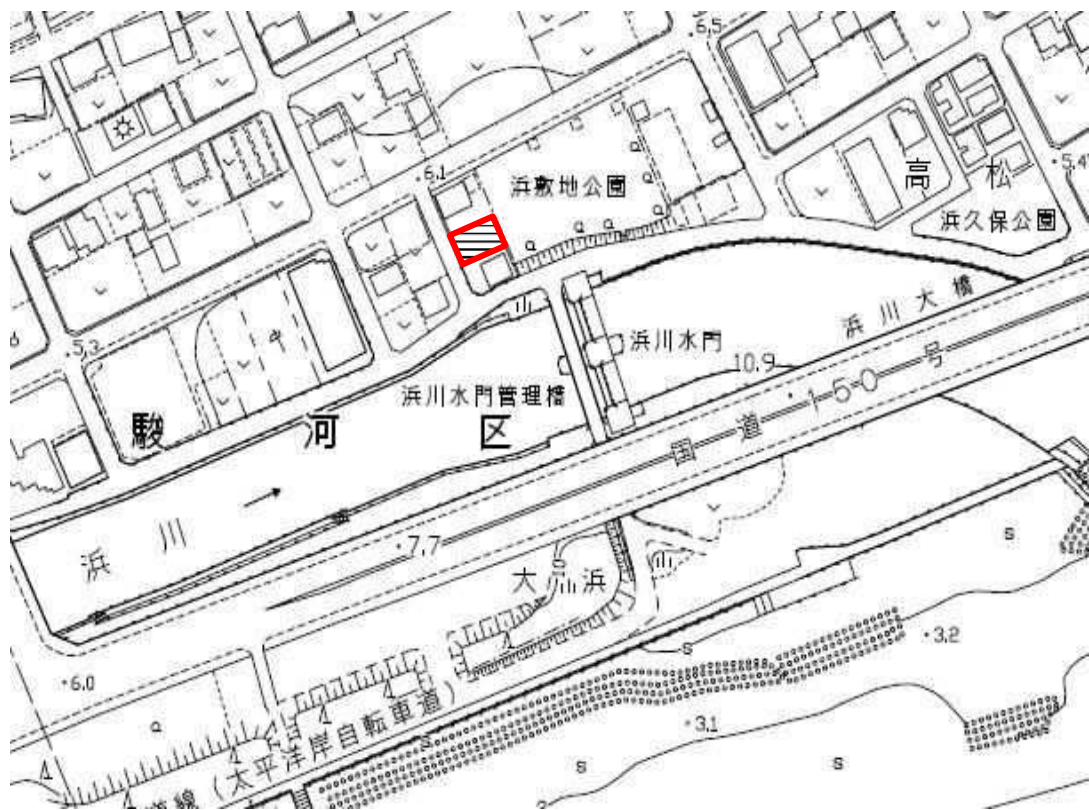 6.5
6.1
浜敷地公園
高松
5.4
浜久保公園
5.3
浜川大橋
浜川水門
10.9
浜川水門管理橋
国道150号
駿河区
浜川
7.7
大浜
3.2
6.0
3.1
道線(太平洋岸自転車道)
S
S
S
S
S